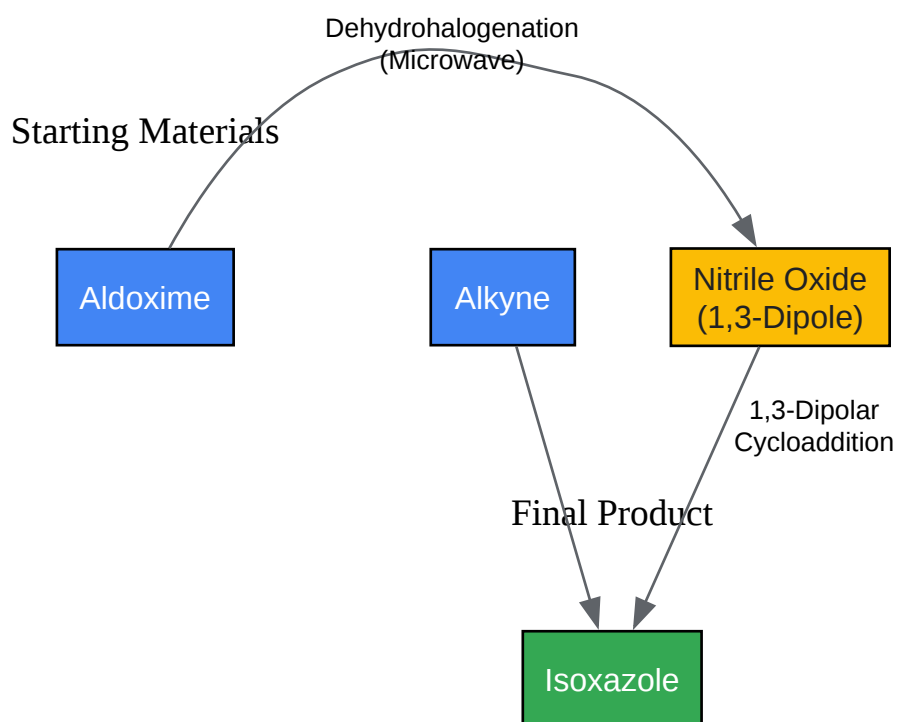 Dehydrohalogenation
(Microwave)
Starting Materials
Aldoxime
Alkyne
Nitrile Oxide
(1,3-Dipole)
1,3-Dipolar
Cycloaddition
Final Product
Isoxazole